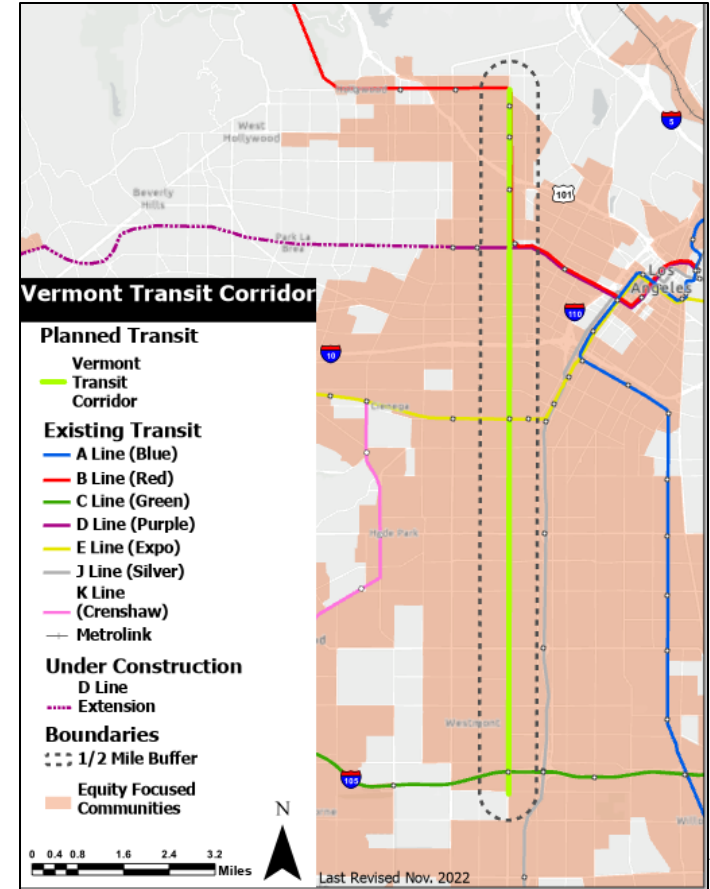 Hollywood
West
Hollywood
5
Beverly
Hills
101
Park La
Brea
Los
Angeles
Vermont Transit Corridor
110
Planned Transit
Vermont
Transit
Corridor
10
Cienega
Existing Transit
A Line (Blue)
B Line (Red)
C Line (Green)
D Line (Purple)
E Line (Expo)
J Line (Silver)
K Line
(Crenshaw)
Metrolink
Hyde Park
Under Construction
D Line
Extension
Boundaries
1/2 Mile Buffer
Equity Focused
Communities
Westmont
105
N
0 0.4 0.8 1.6 2.4 3.2
Miles
Last Revised Nov. 2022